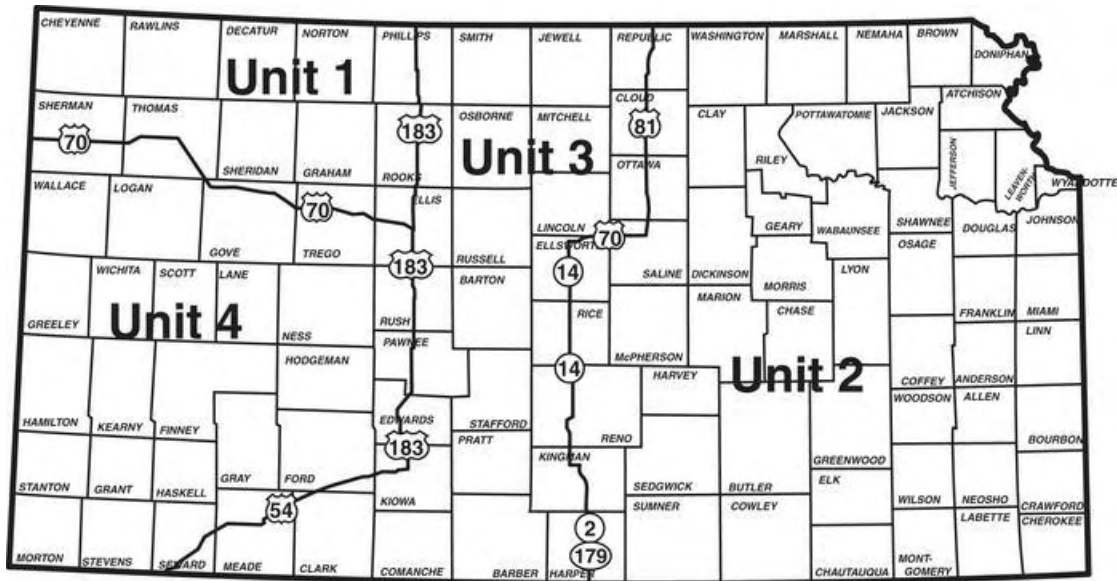 CHEYENNE
RAWLINS
DECATUR
NORTON
PHILLIPS
SMITH
JEWELL
REPUBLIC
WASHINGTON
MARSHALL
NEMAHA
BROWN
DONIPHAN
Unit 1
SHERMAN
THOMAS
SHERIDAN
GRAHAM
ROOKS
OSBORNE
MITCHELL
CLOUD
CLAY
RILEY
POTTAWATOMIE
JACKSON
ATCHISON
JEFFERSON
LEAVEN-
WORTH
WYANDOTTE
70
183
Unit 3
81
OTTAWA
WALLACE
LOGAN
GOVE
TREGO
ELLIS
RUSSELL
LINCOLN
ELLSWORTH
SALINE
DICKINSON
GEARY
WABAUNSEE
SHAWNEE
DOUGLAS
JOHNSON
70
183
70
14
GREELEY
WICHITA
SCOTT
LANE
NESS
RUSH
BARTON
RICE
McPHERSON
MARION
MORRIS
CHASE
LYON
OSAGE
FRANKLIN
MIAMI
Unit 4
HODGEMAN
PAWNEE
14
HARVEY
Unit 2
COFFEY
ANDERSON
LINN
HAMILTON
KEARNY
FINNEY
EDWARDS
STAFFORD
RENO
WOODSON
ALLEN
BOURBON
183
PRATT
KINGMAN
STANTON
GRANT
HASKELL
GRAY
FORD
KIOWA
SEDGWICK
BUTLER
GREENWOOD
ELK
WILSON
NEOSHO
CRAWFORD
54
2
179
SUMNER
COWLEY
LABETTE
CHEROKEE
MORTON
STEVENS
SEWARD
MEADE
CLARK
COMANCHE
BARBER
HARPER
CHAUTAUQUA
MONT-
GOMERY